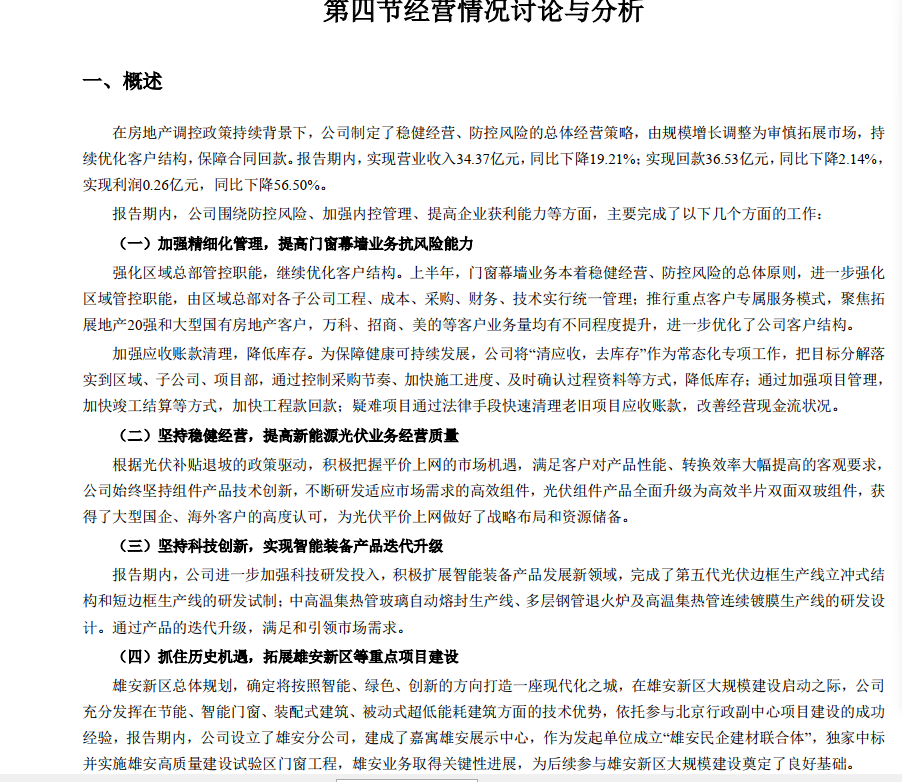 第四节经营情况讨论与分析
一、概述
在房地产调控政策持续背景下，公司制定了稳健经营、防控风险的总体经营策略，由规模增长调整为审慎拓展市场，持
续优化客户结构，保障合同回款。报告期内，实现营业收入34.37亿元，同比下降19.21%；实现回款36.53亿元，同比下降2.14%，
实现利润0.26亿元，同比下降56.50%。
报告期内，公司围绕防控风险、加强内控管理、提高企业获利能力等方面，主要完成了以下几个方面的工作：
（一）加强精细化管理，提高门窗幕墙业务抗风险能力
强化区域总部管控职能，继续优化客户结构。上半年，门窗幕墙业务本着稳健经营、防控风险的总体原则，进一步强化
区域管控职能，由区域总部对各子公司工程、成本、采购、财务、技术实行统一管理；推行重点客户专属服务模式，聚焦拓
展地产20强和大型国有房地产客户，万科、招商、美的等客户业务量均有不同程度提升，进一步优化了公司客户结构。
加强应收账款清理，降低库存。为保障健康可持续发展，公司将“清应收，去库存”作为常态化专项工作，把目标分解落
实到区域、子公司、项目部，通过控制采购节奏、加快施工进度、及时确认过程资料等方式，降低库存；通过加强项目管理，
加快竣工结算等方式，加快工程款回款；疑难项目通过法律手段快速清理老旧项目应收账款，改善经营现金流状况。
（二）坚持稳健经营，提高新能源光伏业务经营质量
根据光伏补贴退坡的政策驱动，积极把握平价上网的市场机遇，满足客户对产品性能、转换效率大幅提高的客观要求，
公司始终坚持组件产品技术创新，不断研发适应市场需求的高效组件，光伏组件产品全面升级为高效半片双面双玻组件，获
得了大型国企、海外客户的高度认可，为光伏平价上网做好了战略布局和资源储备。
（三）坚持科技创新，实现智能装备产品迭代升级
报告期内，公司进一步加强科技研发投入，积极扩展智能装备产品发展新领域，完成了第五代光伏边框生产线立冲式结
构和短边框生产线的研发试制；中高温集热管玻璃自动熔封生产线、多层钢管退火炉及高温集热管连续镀膜生产线的研发设
计。通过产品的迭代升级，满足和引领市场需求。
（四）抓住历史机遇，拓展雄安新区等重点项目建设
雄安新区总体规划，确定将按照智能、绿色、创新的方向打造一座现代化之城，在雄安新区大规模建设启动之际，公司
充分发挥在节能、智能门窗、装配式建筑、被动式超低能耗建筑方面的技术优势，依托参与北京行政副中心项目建设的成功
经验，报告期内，公司设立了雄安分公司，建成了嘉寓雄安展示中心，作为发起单位成立“雄安民企建材联合体”，独家中标
并实施雄安高质量建设试验区门窗工程，雄安业务取得关键性进展，为后续参与雄安新区大规模建设奠定了良好基础。